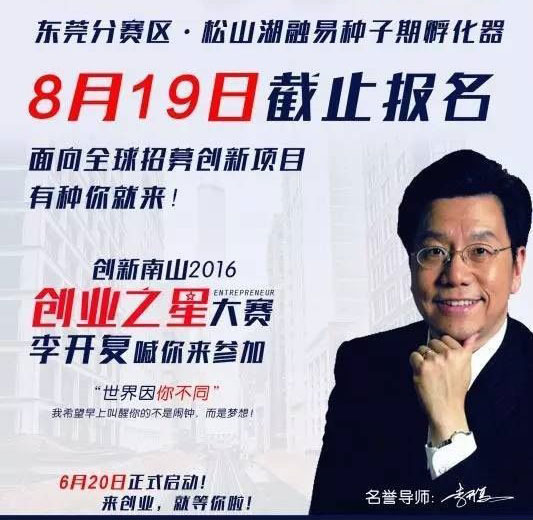 东莞分赛区·松山湖融易种子期孵化器
8月19日截止报名
面向全球招募创新项目
有种你就来！
创新南山2016
ENTREPRENEUR
创业之星大赛
李开复喊你来参加
“世界因你不同”
我希望早上叫醒你的不是闹钟，而是梦想！
6月20日正式启动！
来创业，就等你啦！
名誉导师：李开复